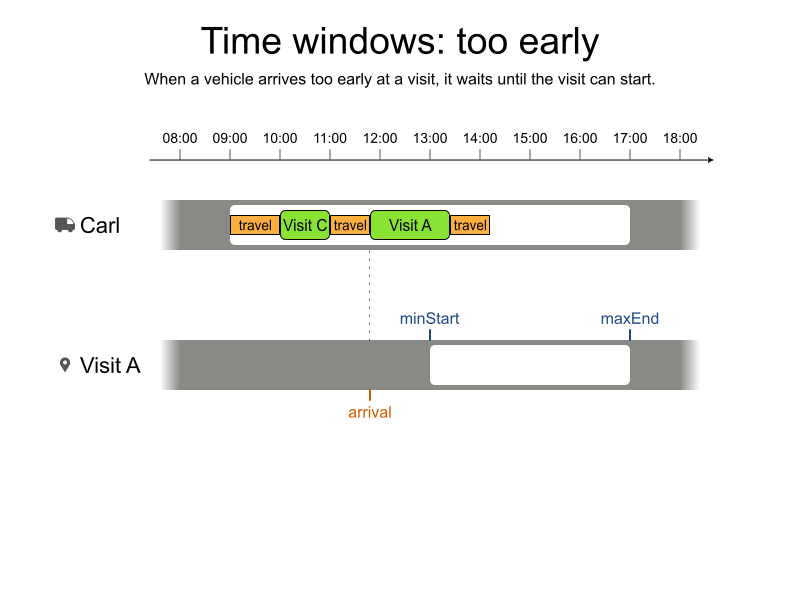 Time windows: too early
When a vehicle arrives too early at a visit, it waits until the visit can start.
08:00 09:00 10:00 11:00 12:00 13:00 14:00 15:00 16:00 17:00 18:00
Carl travel Visit C travel Visit A travel
minStart maxEnd
Visit A
arrival